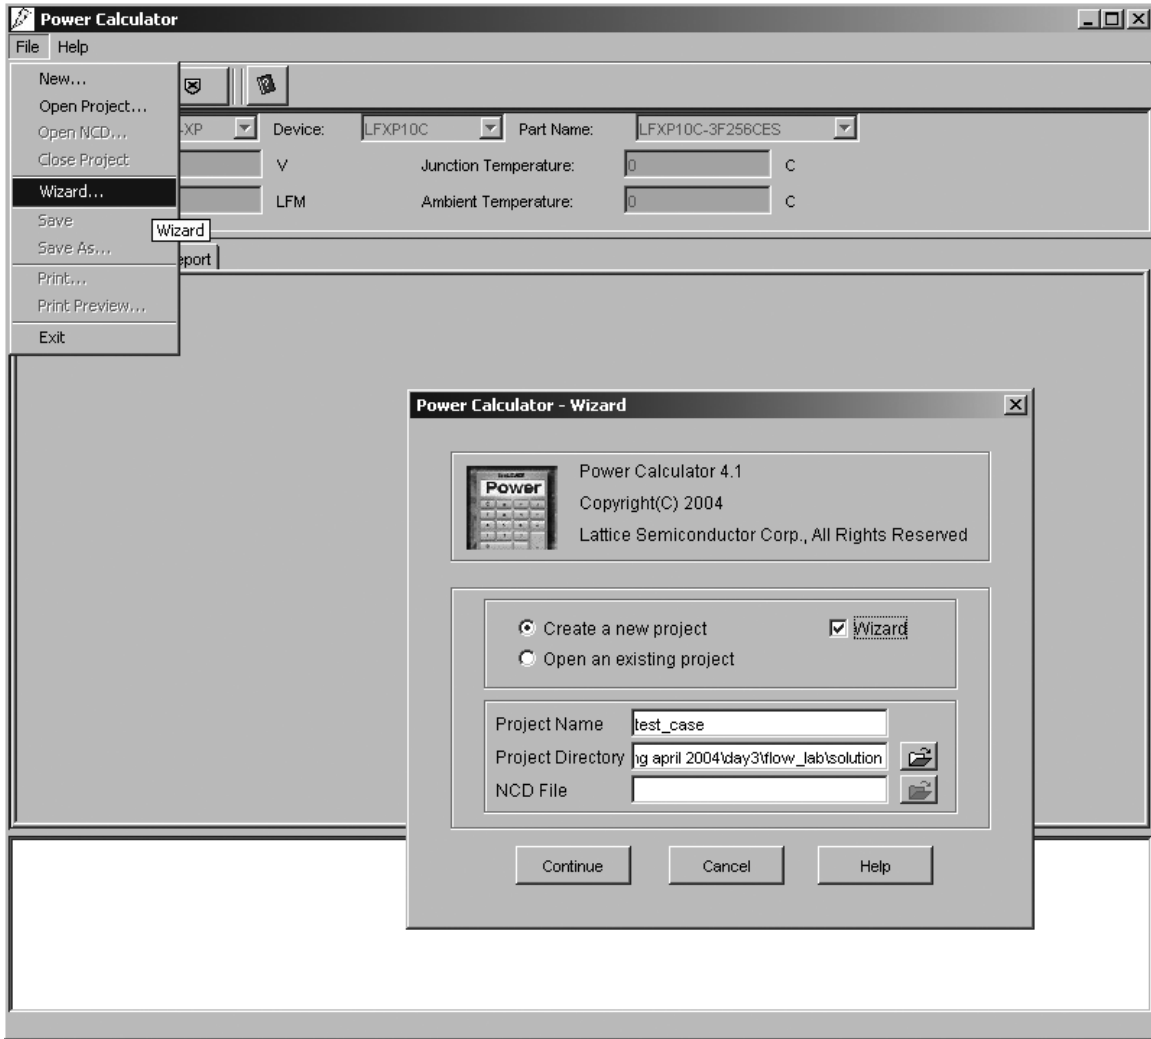 Power Calculator
File Help
New...
Open Project...
Open NCD...
Close Project
Wizard...
Save
Save As...
Print...
Print Preview...
Exit
Wizard
-XP Device: LFXP10C Part Name: LFXP10C-3F256CES
V Junction Temperature: 0 C
LFM Ambient Temperature: 0 C
eport
Power Calculator - Wizard
Power
Power Calculator 4.1
Copyright(C) 2004
Lattice Semiconductor Corp., All Rights Reserved
Create a new project Wizard
Open an existing project
Project Name test_case
Project Directory ng april 2004\day3\flow_lab\solution
NCD File
Continue Cancel Help